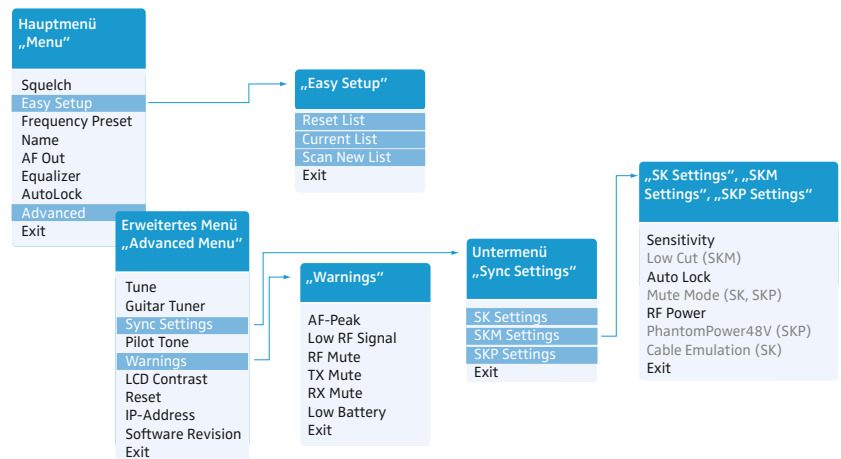 Hauptmenü
„Menu“
Squelch
Easy Setup
Frequency Preset
Name
AF Out
Equalizer
AutoLock
Advanced
Exit
„Easy Setup“
Reset List
Current List
Scan New List
Exit
Erweitertes Menü
„Advanced Menu“
Tune
Guitar Tuner
Sync Settings
Pilot Tone
Warnings
LCD Contrast
Reset
IP-Address
Software Revision
Exit
„Warnings“
AF-Peak
Low RF Signal
RF Mute
TX Mute
RX Mute
Low Battery
Exit
Untermenü
„Sync Settings“
SK Settings
SKM Settings
SKP Settings
Exit
„SK Settings“, „SKM
Settings“, „SKP Settings“
Sensitivity
Low Cut (SKM)
Auto Lock
Mute Mode (SK, SKP)
RF Power
PhantomPower48V (SKP)
Cable Emulation (SK)
Exit